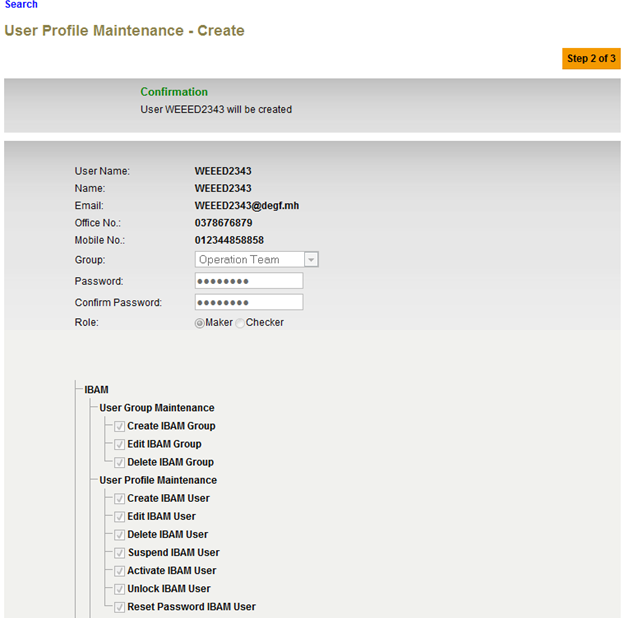 Search
User Profile Maintenance - Create
Step 2 of 3
Confirmation
User WEEED2343 will be created
User Name: WEEED2343
Name: WEEED2343
Email: WEEED2343@degf.mh
Office No.: 0378676879
Mobile No.: 012344858858
Group: Operation Team
Password: ●●●●●●●●
Confirm Password: ●●●●●●●●
Role: Maker Checker
IBAM
User Group Maintenance
Create IBAM Group
Edit IBAM Group
Delete IBAM Group
User Profile Maintenance
Create IBAM User
Edit IBAM User
Delete IBAM User
Suspend IBAM User
Activate IBAM User
Unlock IBAM User
Reset Password IBAM User